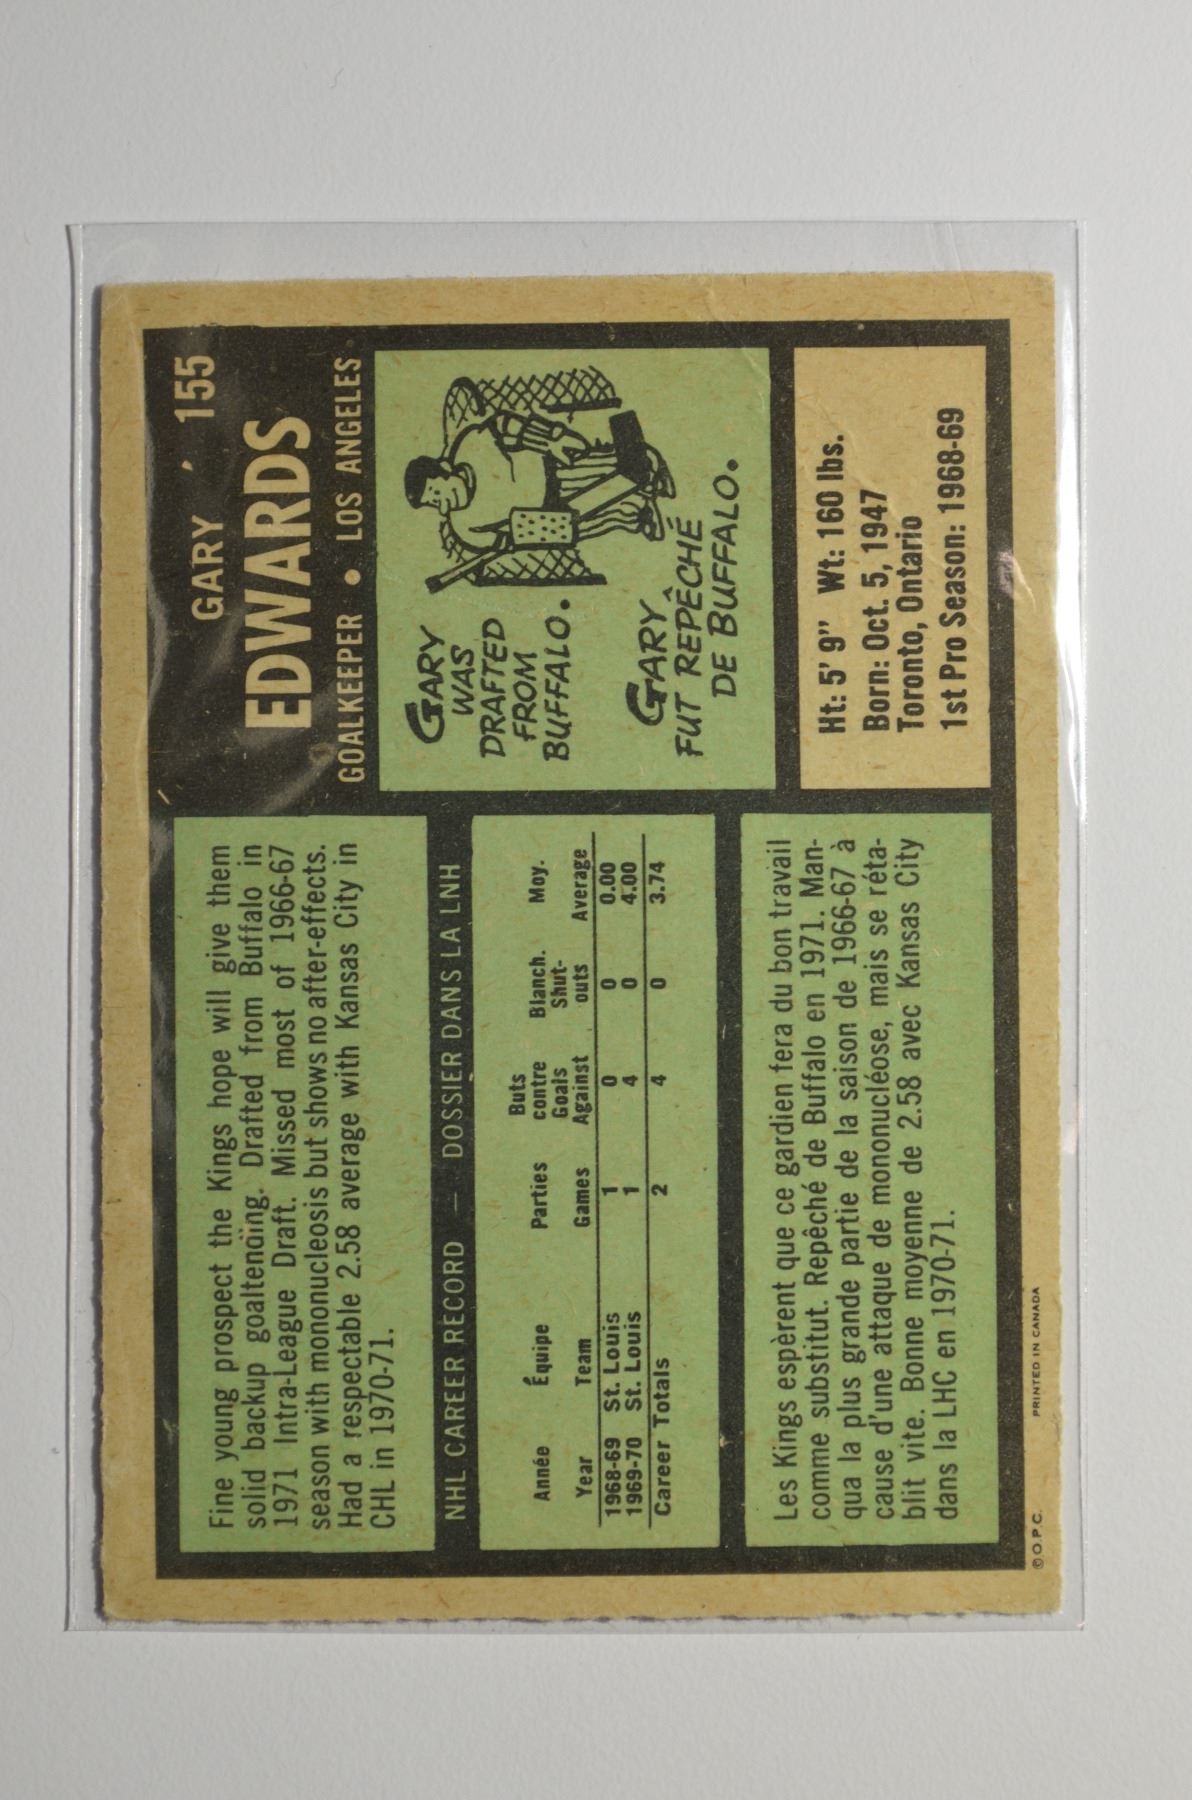 Fine young prospect the Kings hope will give them
solid backup goaltending. Drafted from Buffalo in
1971 Intra-League Draft. Missed most of 1966-67
season with mononucleosis but shows no after-effects.
Had a respectable 2.58 average with Kansas City in
CHL in 1970-71.
GARY 155
EDWARDS
GOALKEEPER • LOS ANGELES
NHL CAREER RECORD — DOSSIER DANS LA LNH
Année Équipe Parties Buts contre Blanch. Moy.
Year Team Games Goals Against Shut-outs Average
1968-69 St. Louis 1 0 0 0.00
1969-70 St. Louis 1 4 0 4.00
Career Totals 2 4 0 3.74
GARY
WAS
DRAFTED
FROM
BUFFALO.
GARY
FUT REPÊCHÉ
DE BUFFALO.
Les Kings espèrent que ce gardien fera du bon travail
comme substitut. Repêché de Buffalo en 1971. Man-
qua la plus grande partie de la saison de 1966-67 à
cause d'une attaque de mononucléose, mais se réta-
blit vite. Bonne moyenne de 2.58 avec Kansas City
dans la LHC en 1970-71.
Ht: 5' 9" Wt: 160 lbs.
Born: Oct. 5, 1947
Toronto, Ontario
1st Pro Season: 1968-69
© O.P.C. PRINTED IN CANADA